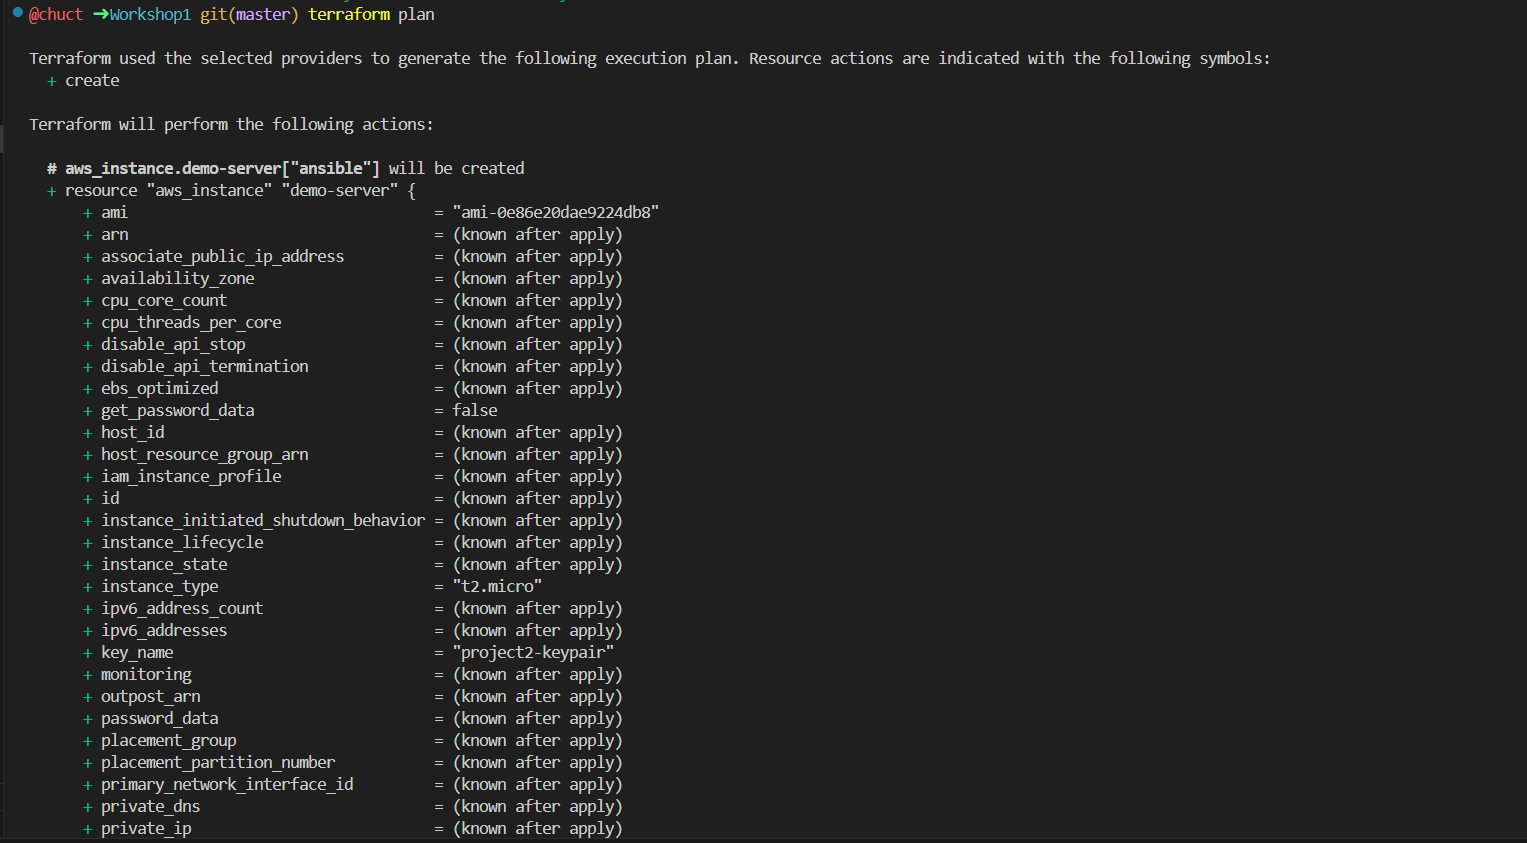 @chuct ➜Workshop1 git(master) terraform plan
Terraform used the selected providers to generate the following execution plan. Resource actions are indicated with the following symbols:
+ create
Terraform will perform the following actions:
# aws_instance.demo-server["ansible"] will be created
+ resource "aws_instance" "demo-server" {
+ ami = "ami-0e86e20dae9224db8"
+ arn = (known after apply)
+ associate_public_ip_address = (known after apply)
+ availability_zone = (known after apply)
+ cpu_core_count = (known after apply)
+ cpu_threads_per_core = (known after apply)
+ disable_api_stop = (known after apply)
+ disable_api_termination = (known after apply)
+ ebs_optimized = (known after apply)
+ get_password_data = false
+ host_id = (known after apply)
+ host_resource_group_arn = (known after apply)
+ iam_instance_profile = (known after apply)
+ id = (known after apply)
+ instance_initiated_shutdown_behavior = (known after apply)
+ instance_lifecycle = (known after apply)
+ instance_state = (known after apply)
+ instance_type = "t2.micro"
+ ipv6_address_count = (known after apply)
+ ipv6_addresses = (known after apply)
+ key_name = "project2-keypair"
+ monitoring = (known after apply)
+ outpost_arn = (known after apply)
+ password_data = (known after apply)
+ placement_group = (known after apply)
+ placement_partition_number = (known after apply)
+ primary_network_interface_id = (known after apply)
+ private_dns = (known after apply)
+ private_ip = (known after apply)